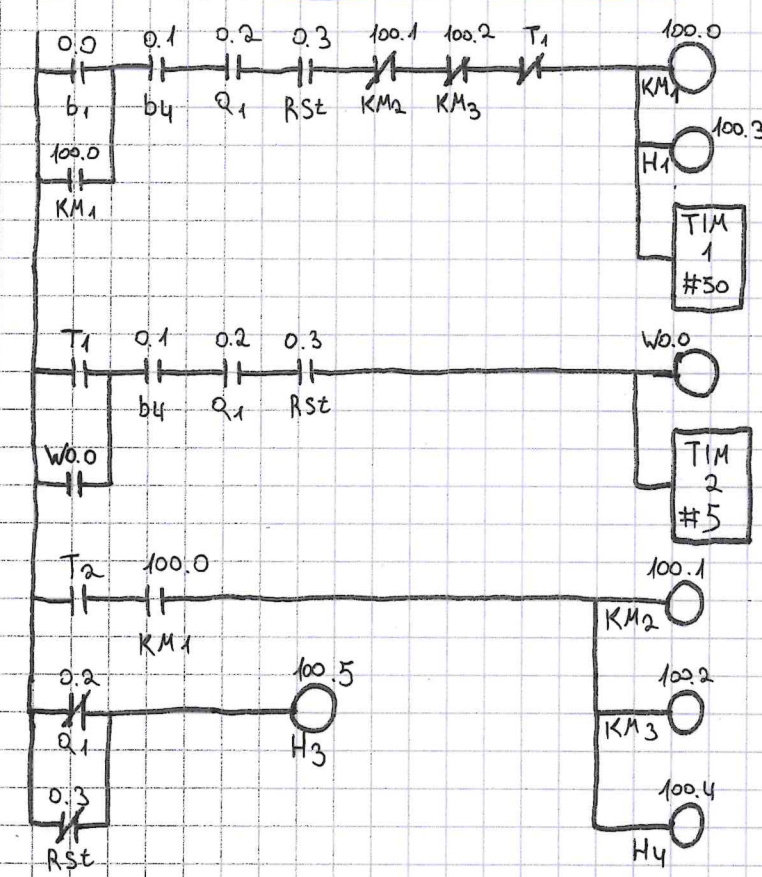 0.0 0.1 0.2 0.3 100.1 100.2 T1 100.0
b1 b4 Q1 RSt KM2 KM3 KM1
100.0 100.3
KM1 H1
TIM
1
#50
T1 0.1 0.2 0.3 W0.0
b4 Q1 RSt
W0.0 TIM
2
#5
T2 100.0 100.1
KM1 KM2
0.2 100.5 100.2
Q1 H3 KM3
0.3 100.4
RSt H4